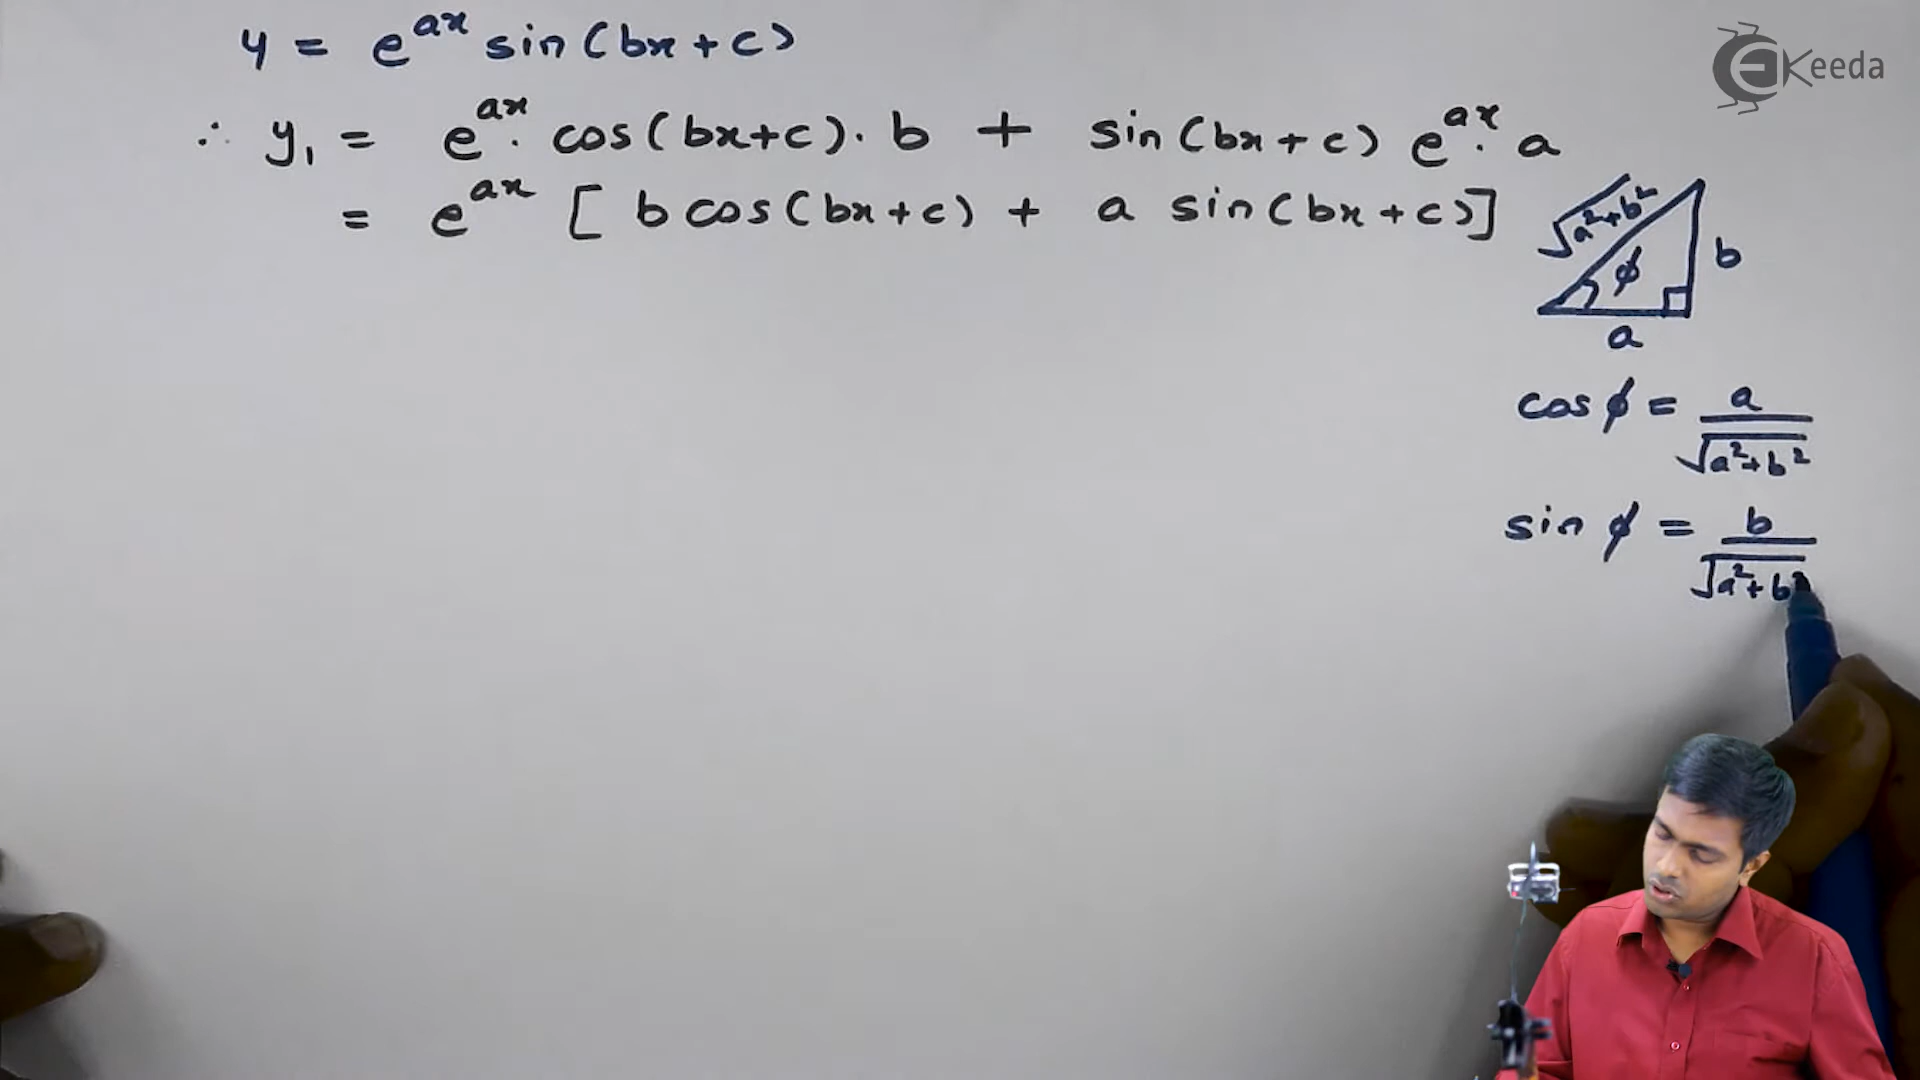 EKeeda
y = e^{ax} sin(bx+c)
∴ y₁ = e^{ax}. cos(bx+c). b + sin(bx+c) e^{ax}. a
= e^{ax} [ b cos(bx+c) + a sin(bx+c)]
√a²+b²
ϕ
b
a
cos ϕ = a/√a²+b²
sin ϕ = b/√a²+b²